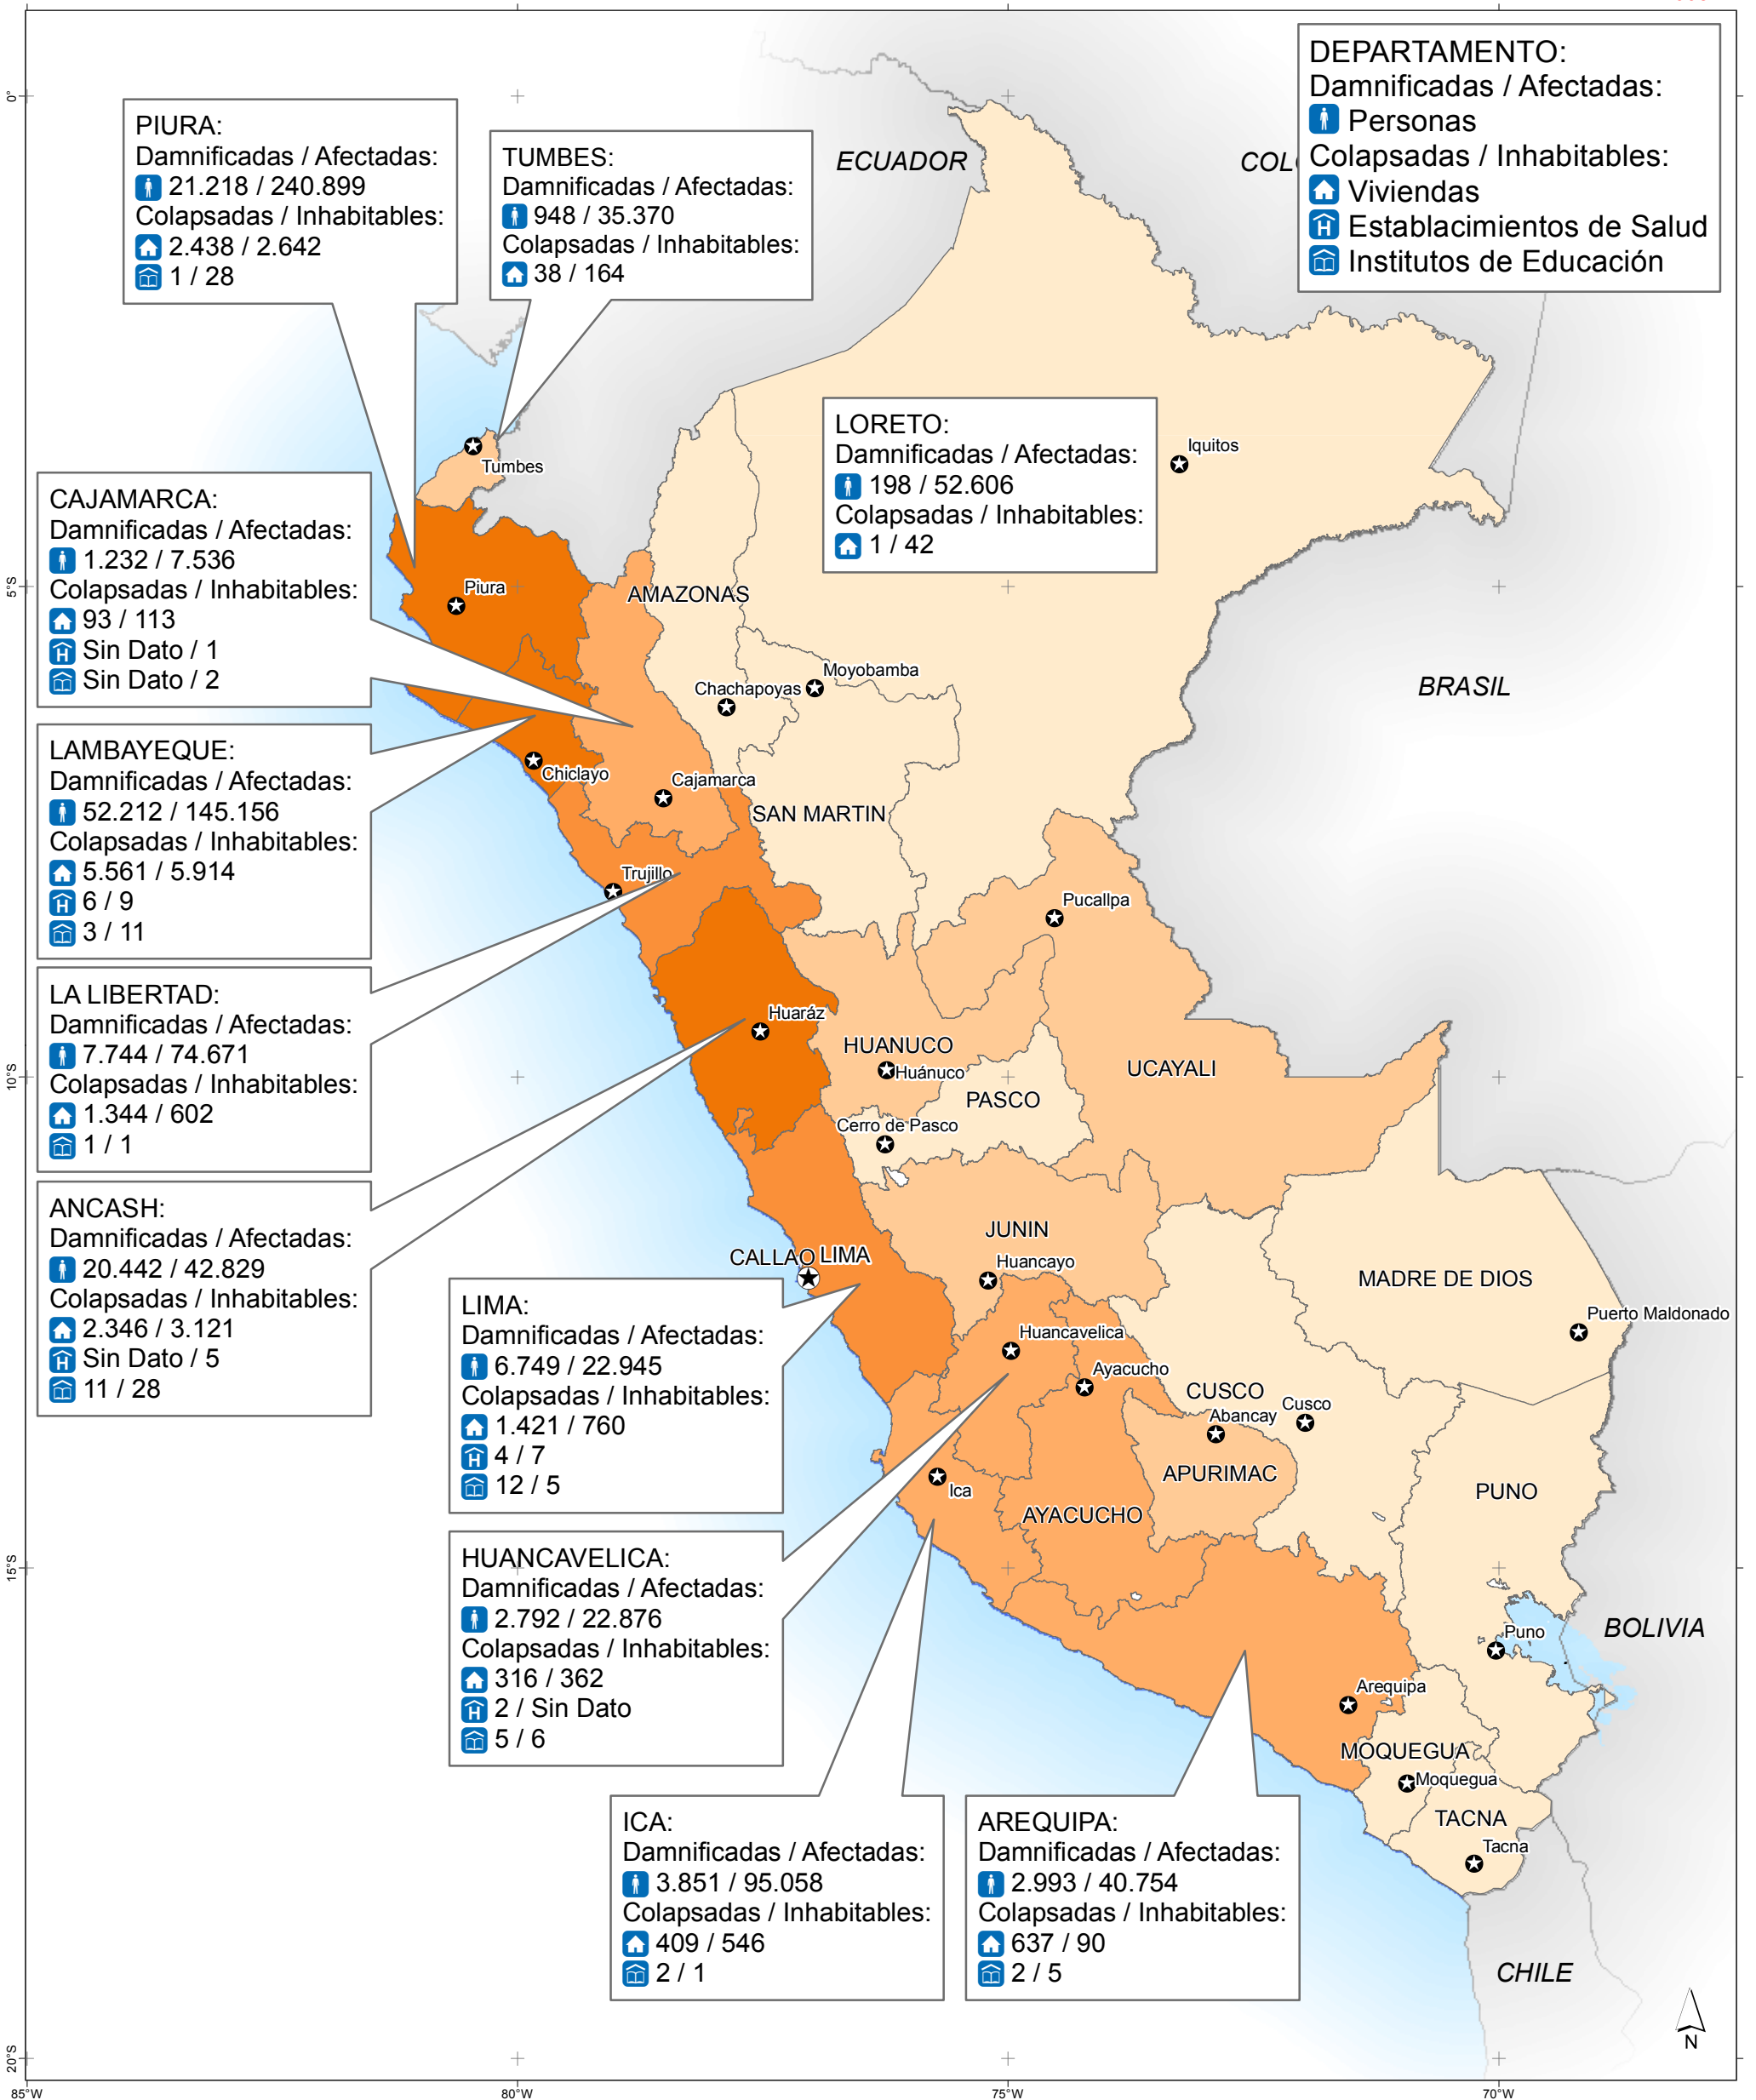 DEPARTAMENTO:
Damnificadas / Afectadas:
Personas
Colapsadas / Inhabitables:
Viviendas
Establacimientos de Salud
Institutos de Educación
PIURA:
Damnificadas / Afectadas:
21.218 / 240.899
Colapsadas / Inhabitables:
2.438 / 2.642
1 / 28
TUMBES:
Damnificadas / Afectadas:
948 / 35.370
Colapsadas / Inhabitables:
38 / 164
ECUADOR
COL
LORETO:
Damnificadas / Afectadas:
198 / 52.606
Colapsadas / Inhabitables:
1 / 42
Iquitos
Tumbes
CAJAMARCA:
Damnificadas / Afectadas:
1.232 / 7.536
Colapsadas / Inhabitables:
93 / 113
H Sin Dato / 1
Sin Dato / 2
Piura
AMAZONAS
Moyobamba
Chachapoyas
BRASIL
LAMBAYEQUE:
Damnificadas / Afectadas:
52.212 / 145.156
Colapsadas / Inhabitables:
5.561 / 5.914
H 6 / 9
3 / 11
Chiclayo
Cajamarca
SAN MARTIN
Trujillo
Pucallpa
LA LIBERTAD:
Damnificadas / Afectadas:
7.744 / 74.671
Colapsadas / Inhabitables:
1.344 / 602
1 / 1
Huaráz
HUANUCO
Huánuco
UCAYALI
PASCO
Cerro de Pasco
ANCASH:
Damnificadas / Afectadas:
20.442 / 42.829
Colapsadas / Inhabitables:
2.346 / 3.121
H Sin Dato / 5
11 / 28
JUNIN
CALLAO LIMA
Huancayo
MADRE DE DIOS
Puerto Maldonado
LIMA:
Damnificadas / Afectadas:
6.749 / 22.945
Colapsadas / Inhabitables:
1.421 / 760
H 4 / 7
12 / 5
Huancavelica
Ayacucho
CUSCO
Cusco
Abancay
APURIMAC
PUNO
Ica
AYACUCHO
HUANCAVELICA:
Damnificadas / Afectadas:
2.792 / 22.876
Colapsadas / Inhabitables:
316 / 362
H 2 / Sin Dato
5 / 6
BOLIVIA
Puno
Arequipa
MOQUEGUA
Moquegua
TACNA
Tacna
ICA:
Damnificadas / Afectadas:
3.851 / 95.058
Colapsadas / Inhabitables:
409 / 546
2 / 1
AREQUIPA:
Damnificadas / Afectadas:
2.993 / 40.754
Colapsadas / Inhabitables:
637 / 90
2 / 5
CHILE
N
0°
5°S
10°S
15°S
20°S
85°W
80°W
75°W
70°W